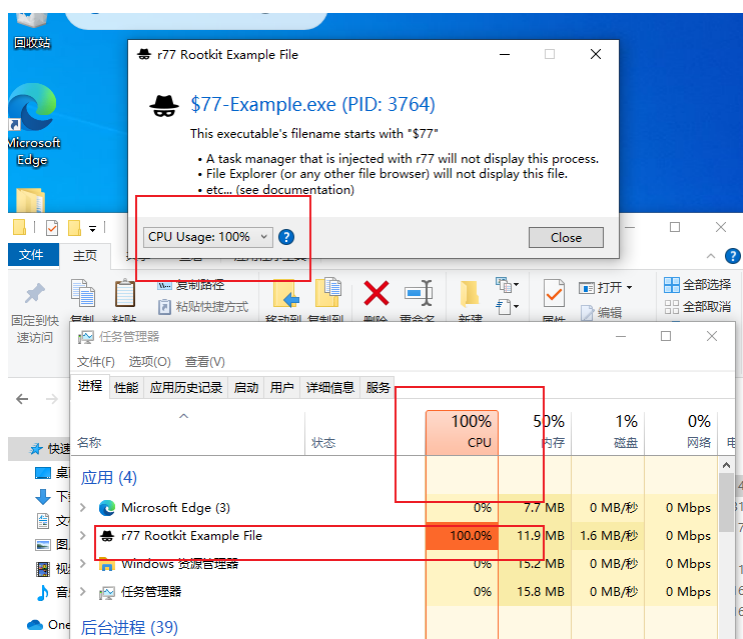 回收站
r77 Rootkit Example File
$77-Example.exe (PID: 3764)
This executable's filename starts with "$77"
• A task manager that is injected with r77 will not display this process.
• File Explorer (or any other file browser) will not display this file.
• etc... (see documentation)
Microsoft
Edge
CPU Usage: 100%
Close
文件 主页
复制路径
粘贴快捷方式
打开
编辑
全部选择
全部取消
固定到快
速访问
复制 粘贴 移动到 复制到 删除 重命名 新建 属性
任务管理器
文件(F) 选项(O) 查看(V)
进程 性能 应用历史记录 启动 用户 详细信息 服务
100% 50% 1% 0%
名称 状态 CPU 内存 磁盘 网络
快速
应用 (4)
Microsoft Edge (3) 0% 7.7 MB 0 MB/秒 0 Mbps
r77 Rootkit Example File 100.0% 11.9 MB 1.6 MB/秒 0 Mbps
Windows 资源管理器 0% 15.2 MB 0 MB/秒 0 Mbps
任务管理器 0% 15.8 MB 0 MB/秒 0 Mbps
后台进程 (39)
One